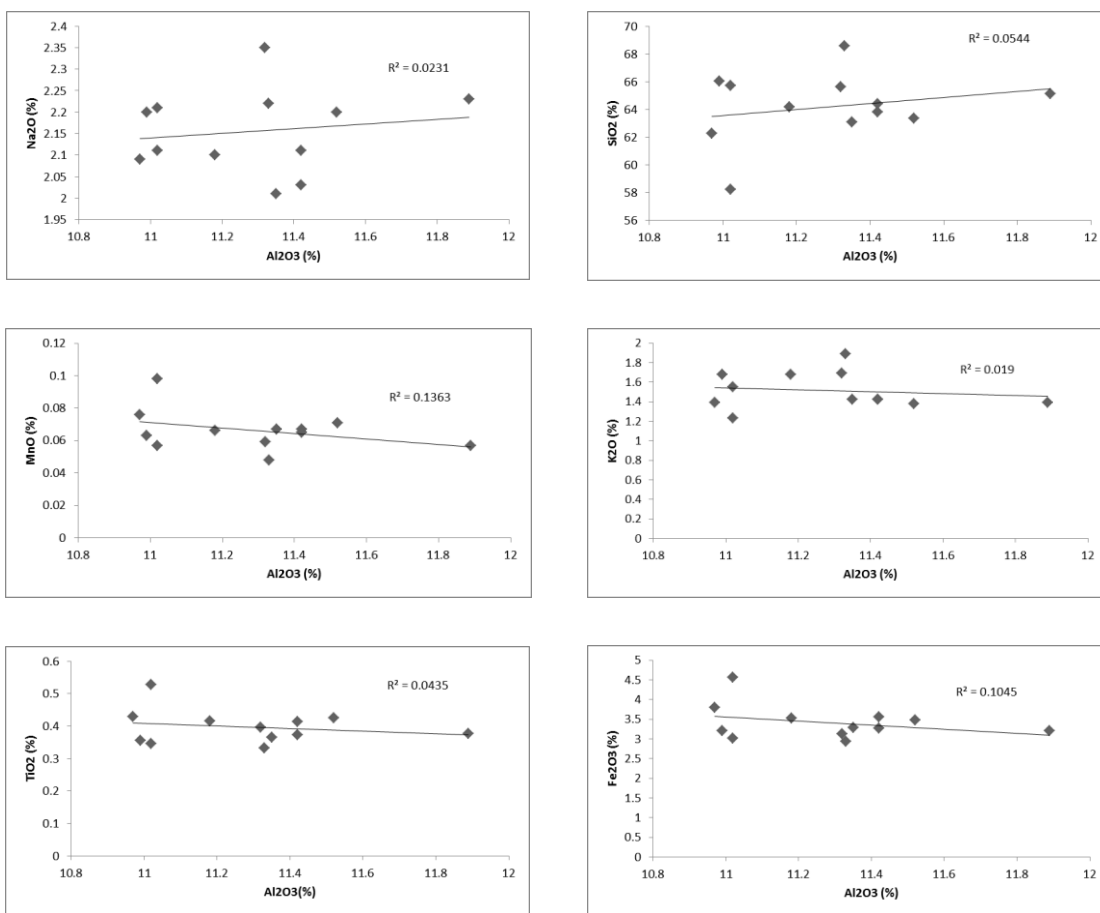 2.4
2.35
2.3
2.25
2.2
2.15
2.1
2.05
2
1.95
Na2O (%)
R² = 0.0231
10.8 11 11.2 11.4 11.6 11.8 12
Al2O3 (%)
70
68
66
64
62
60
58
56
SiO2 (%)
R² = 0.0544
10.8 11 11.2 11.4 11.6 11.8 12
Al2O3 (%)
0.12
0.1
0.08
0.06
0.04
0.02
0
MnO (%)
R² = 0.1363
10.8 11 11.2 11.4 11.6 11.8 12
Al2O3 (%)
2
1.8
1.6
1.4
1.2
1
0.8
0.6
0.4
0.2
0
K2O (%)
R² = 0.019
10.8 11 11.2 11.4 11.6 11.8 12
Al2O3 (%)
0.6
0.5
0.4
0.3
0.2
0.1
0
TiO2 (%)
R² = 0.0435
10.8 11 11.2 11.4 11.6 11.8 12
Al2O3(%)
5
4.5
4
3.5
3
2.5
2
1.5
1
0.5
0
Fe2O3 (%)
R² = 0.1045
10.8 11 11.2 11.4 11.6 11.8 12
Al2O3 (%)